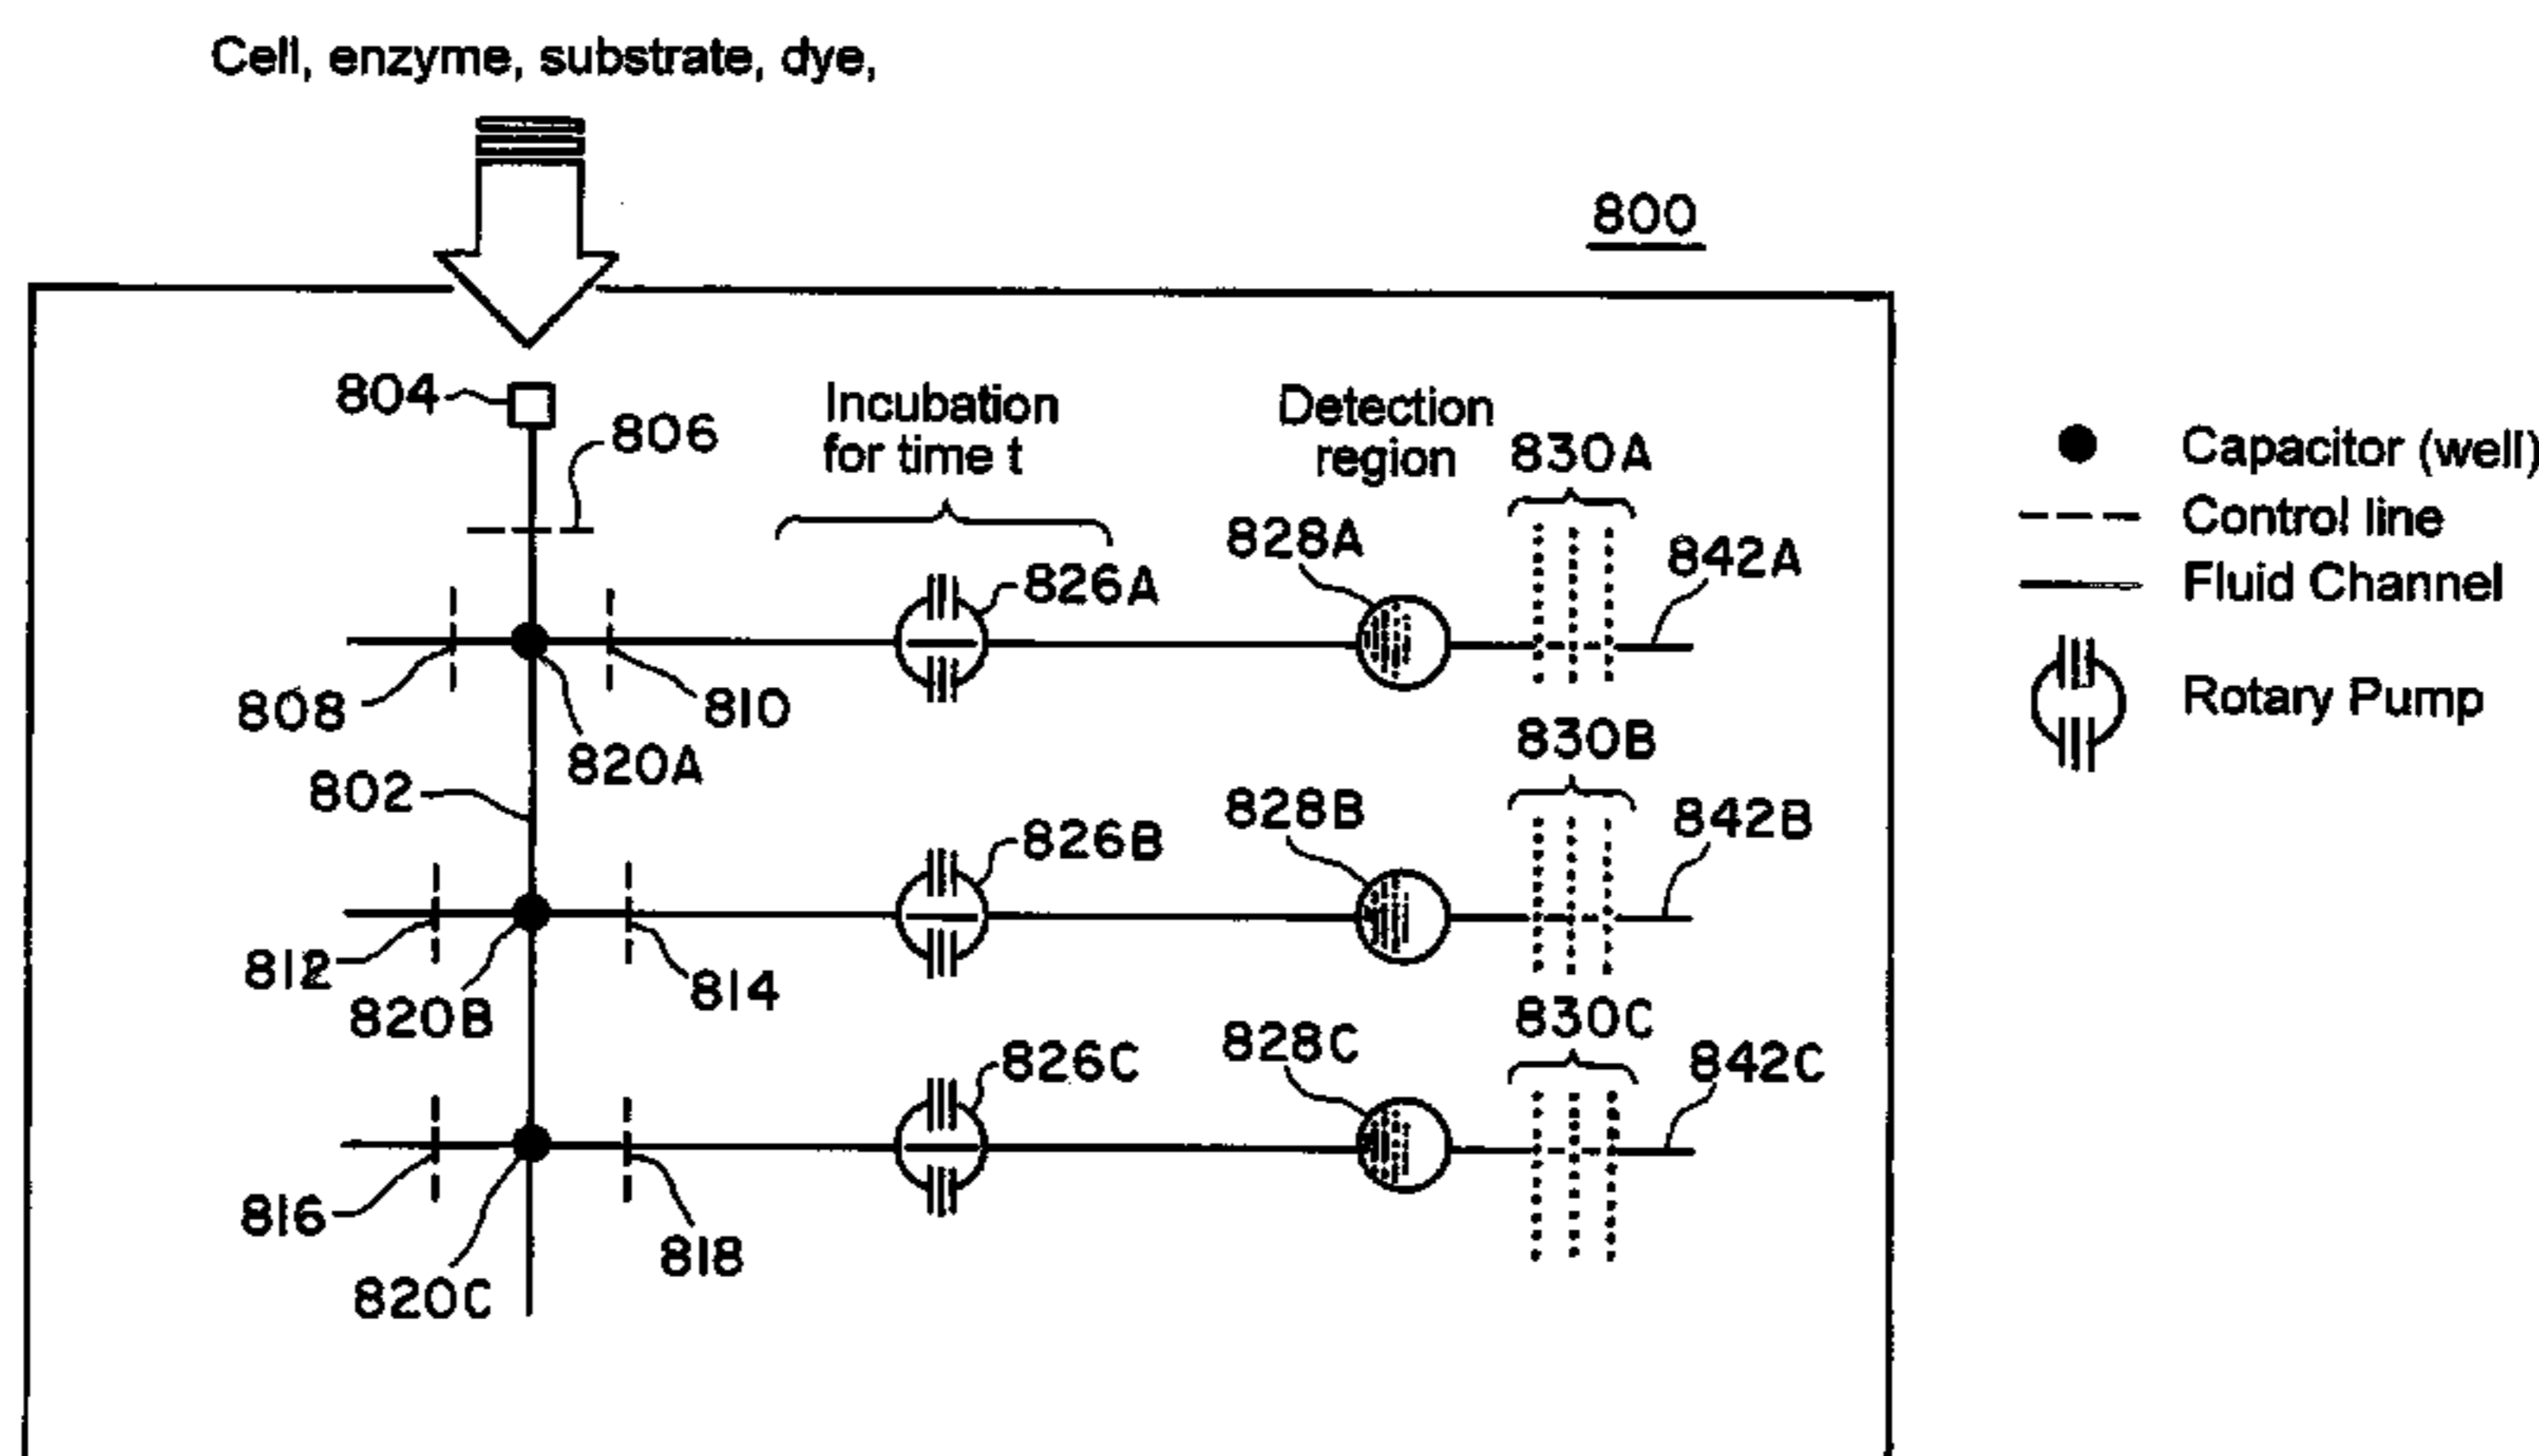 Cell, enzyme, substrate, dye,
800
804
806
Incubation
for time t
Detection
region
830A
828A
842A
826A
808
810
820A
802
830B
828B
842B
826B
812
814
820B
830C
828C
842C
826C
816
818
820C
Capacitor (well)
Control line
Fluid Channel
Rotary Pump